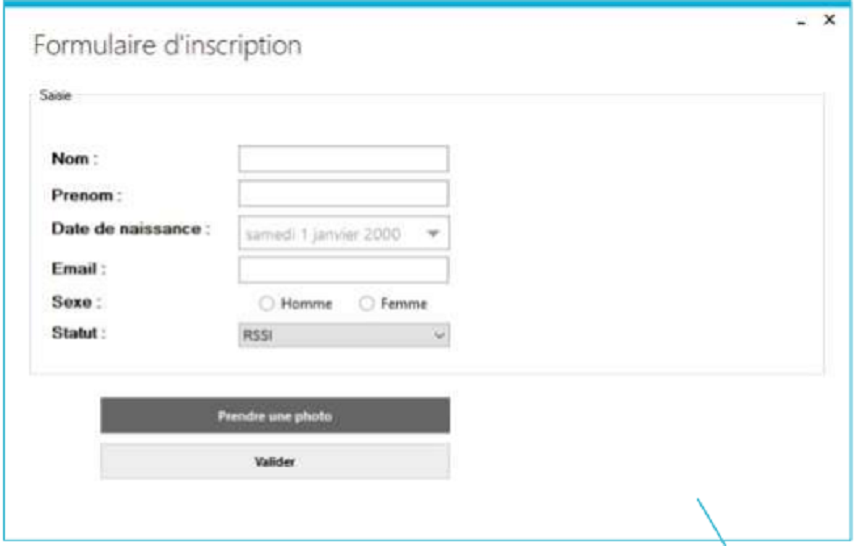 Formulaire d'inscription
Saisie
Nom :
Prenom :
Date de naissance : samedi 1 janvier 2000
Email :
Sexe : Homme Femme
Statut : RSSI
Prendre une photo
Valider